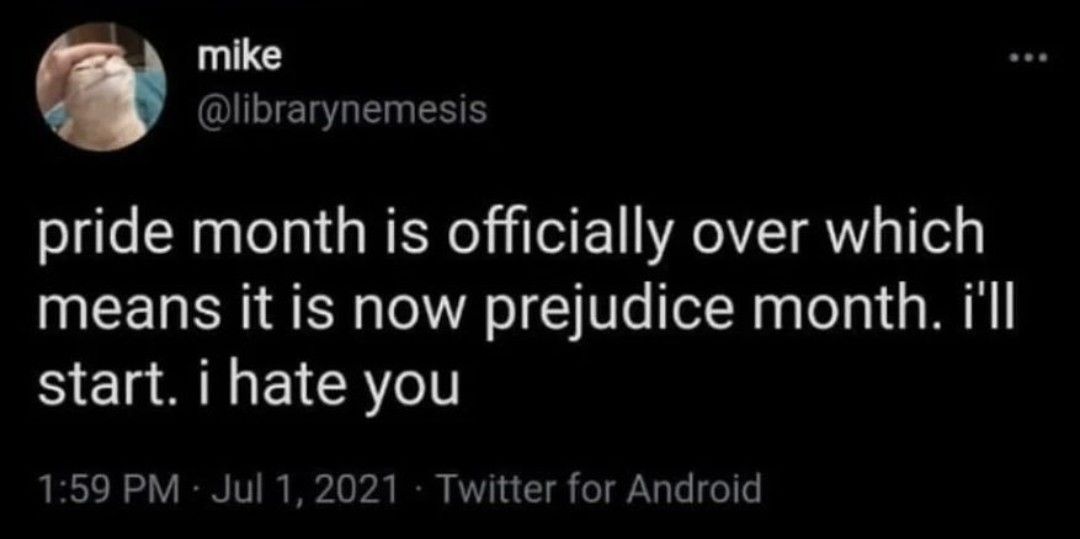 mike
@librarynemesis
pride month is officially over which
means it is now prejudice month. i'll
start. i hate you
1:59 PM · Jul 1, 2021 · Twitter for Android